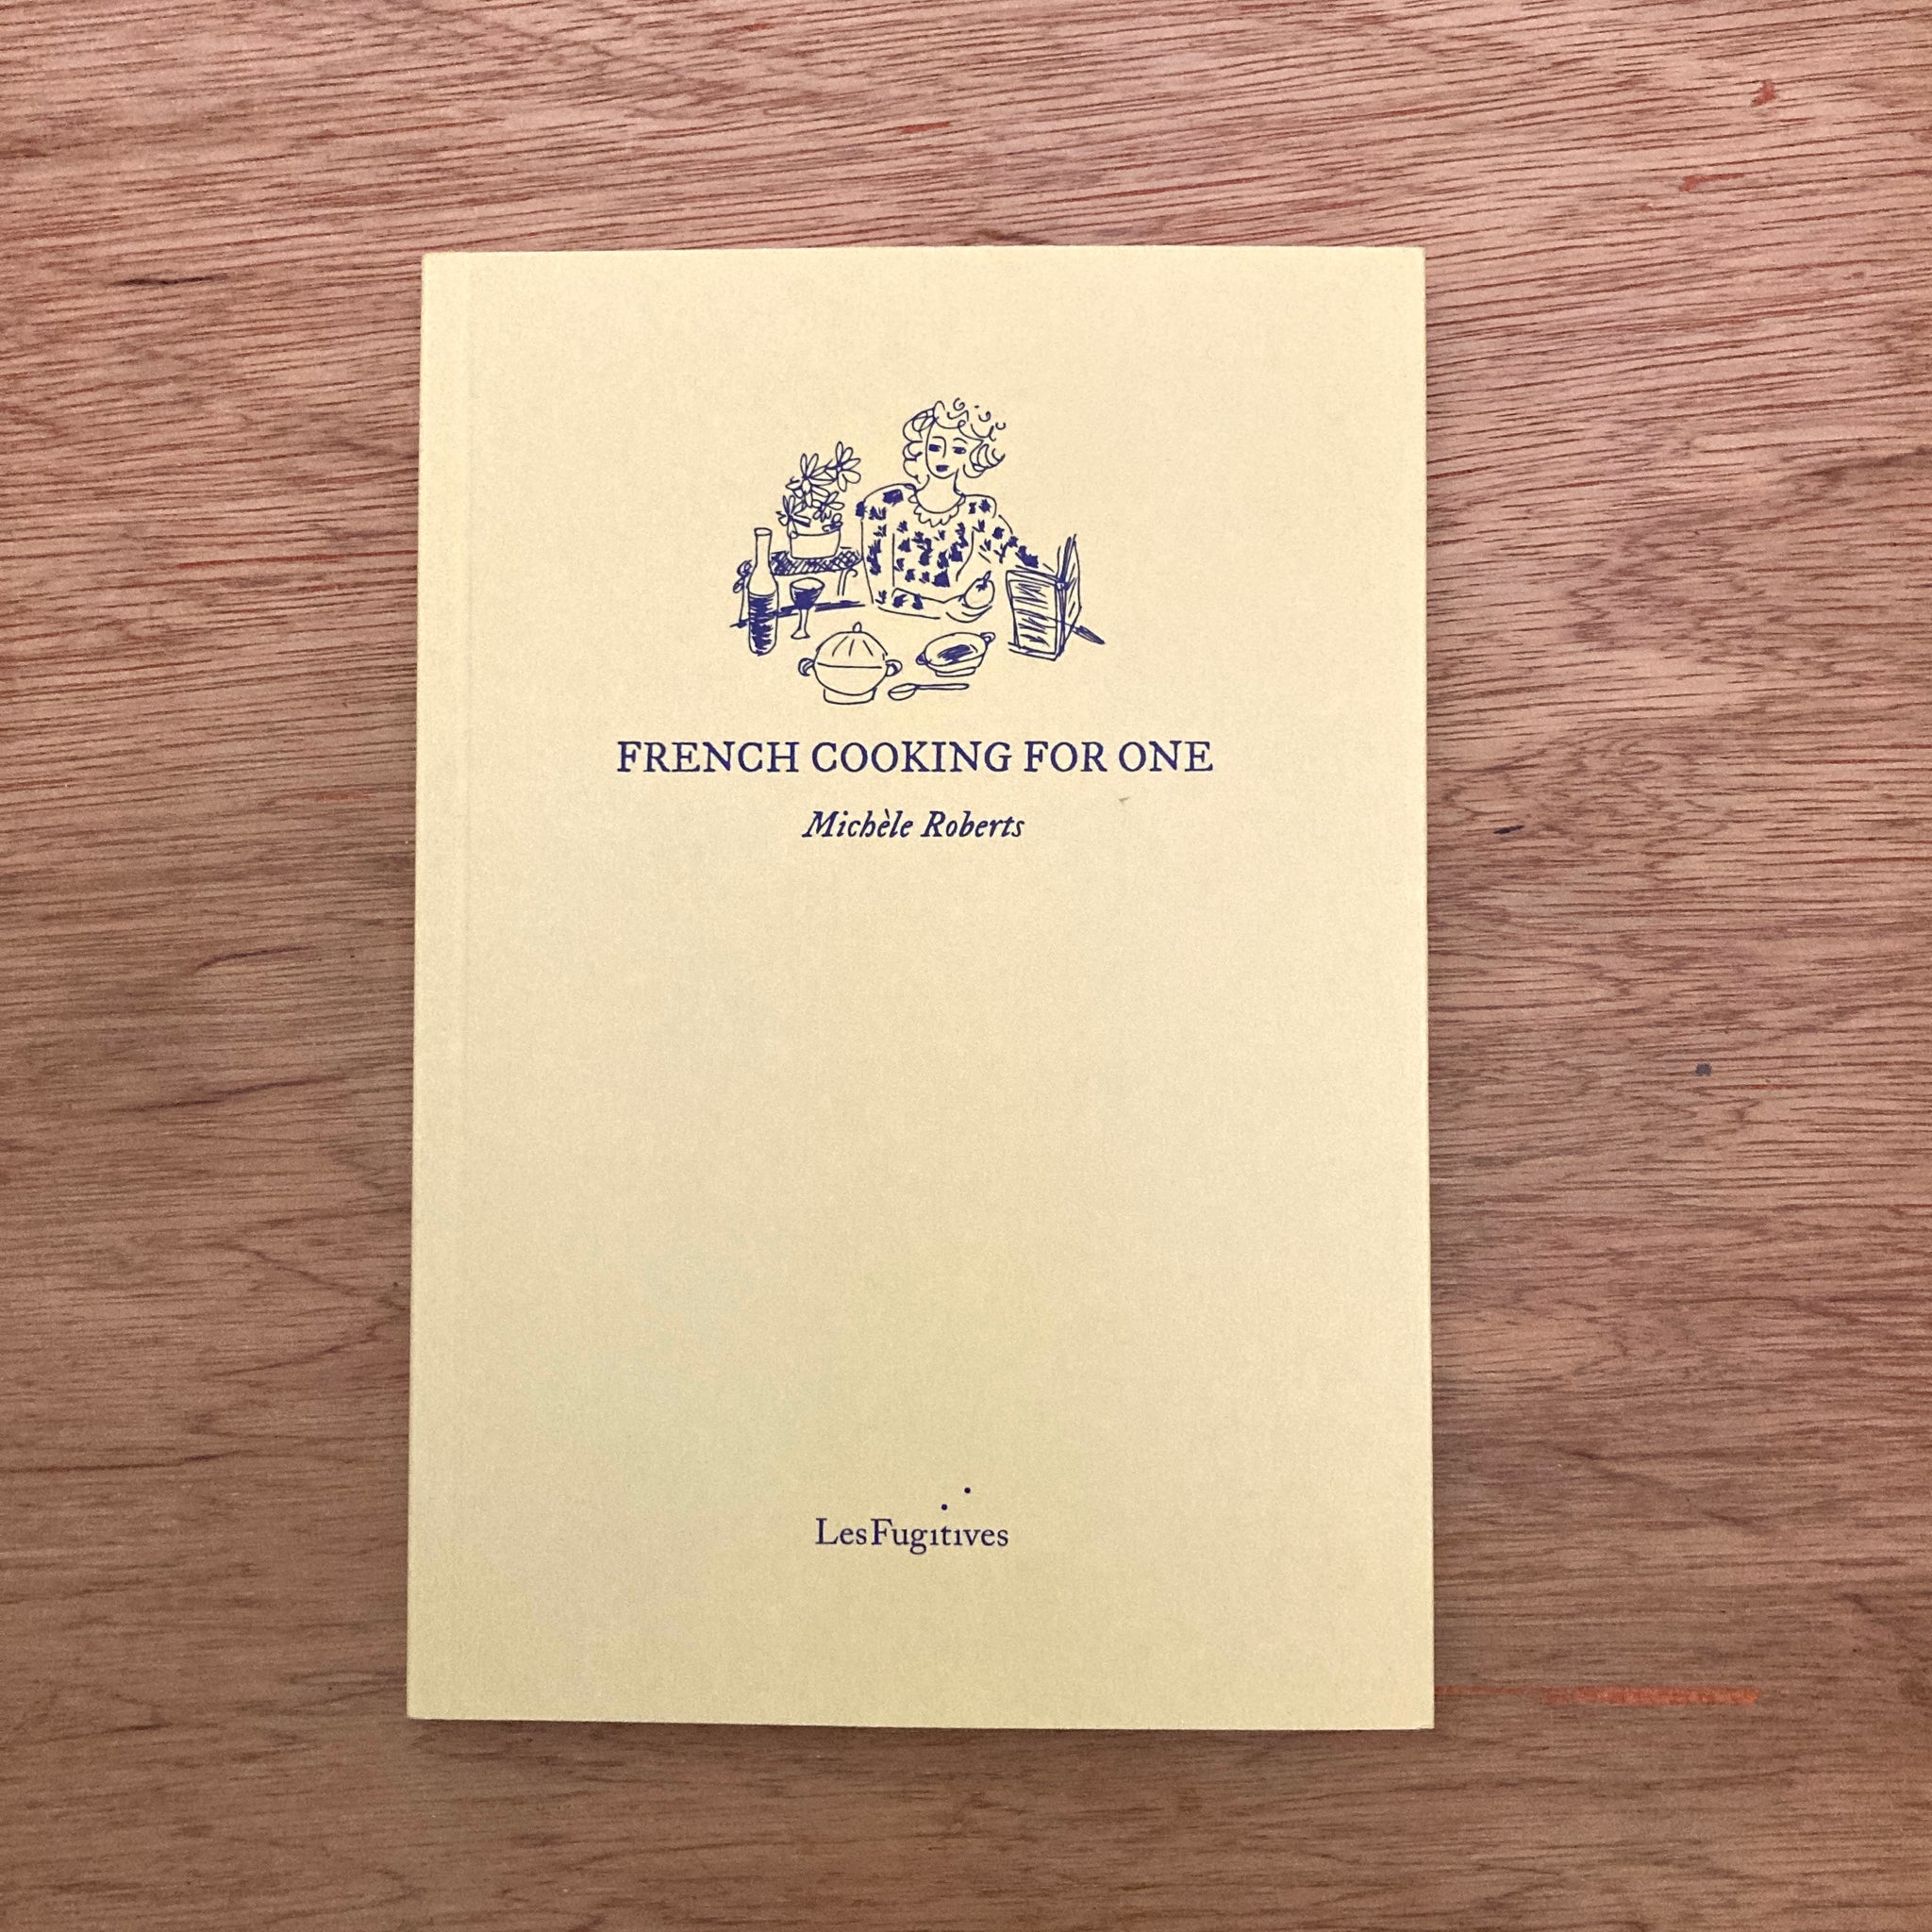 FRENCH COOKING FOR ONE
Michèle Roberts
LesFugitives